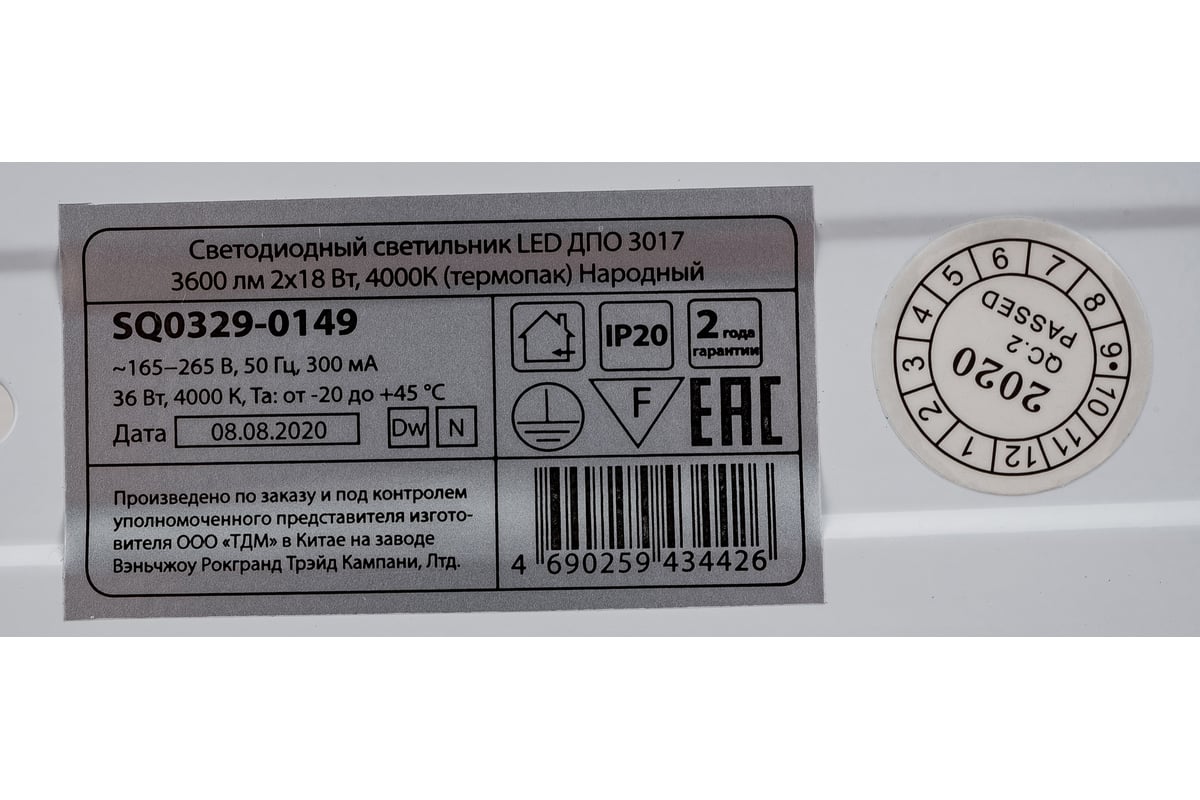 Светодиодный светильник LED ДПО 3017
3600 лм 2х18 Вт, 4000К (термопак) Народный
SQ0329-0149
~165–265 В, 50 Гц, 300 мА
36 Вт, 4000 К, Та: от -20 до +45 °С
Дата 08.08.2020 Dw N
IP20
2 года
гарантии
F
EAC
Произведено по заказу и под контролем
уполномоченного представителя изгото-
вителя ООО «ТДМ» в Китае на заводе
Вэньчжоу Рокгранд Трэйд Кампани, Лтд.
4 690259 434426
1 2 3 4 5 6 7 8 9 10 11 12
2020
QC.2
PASSED